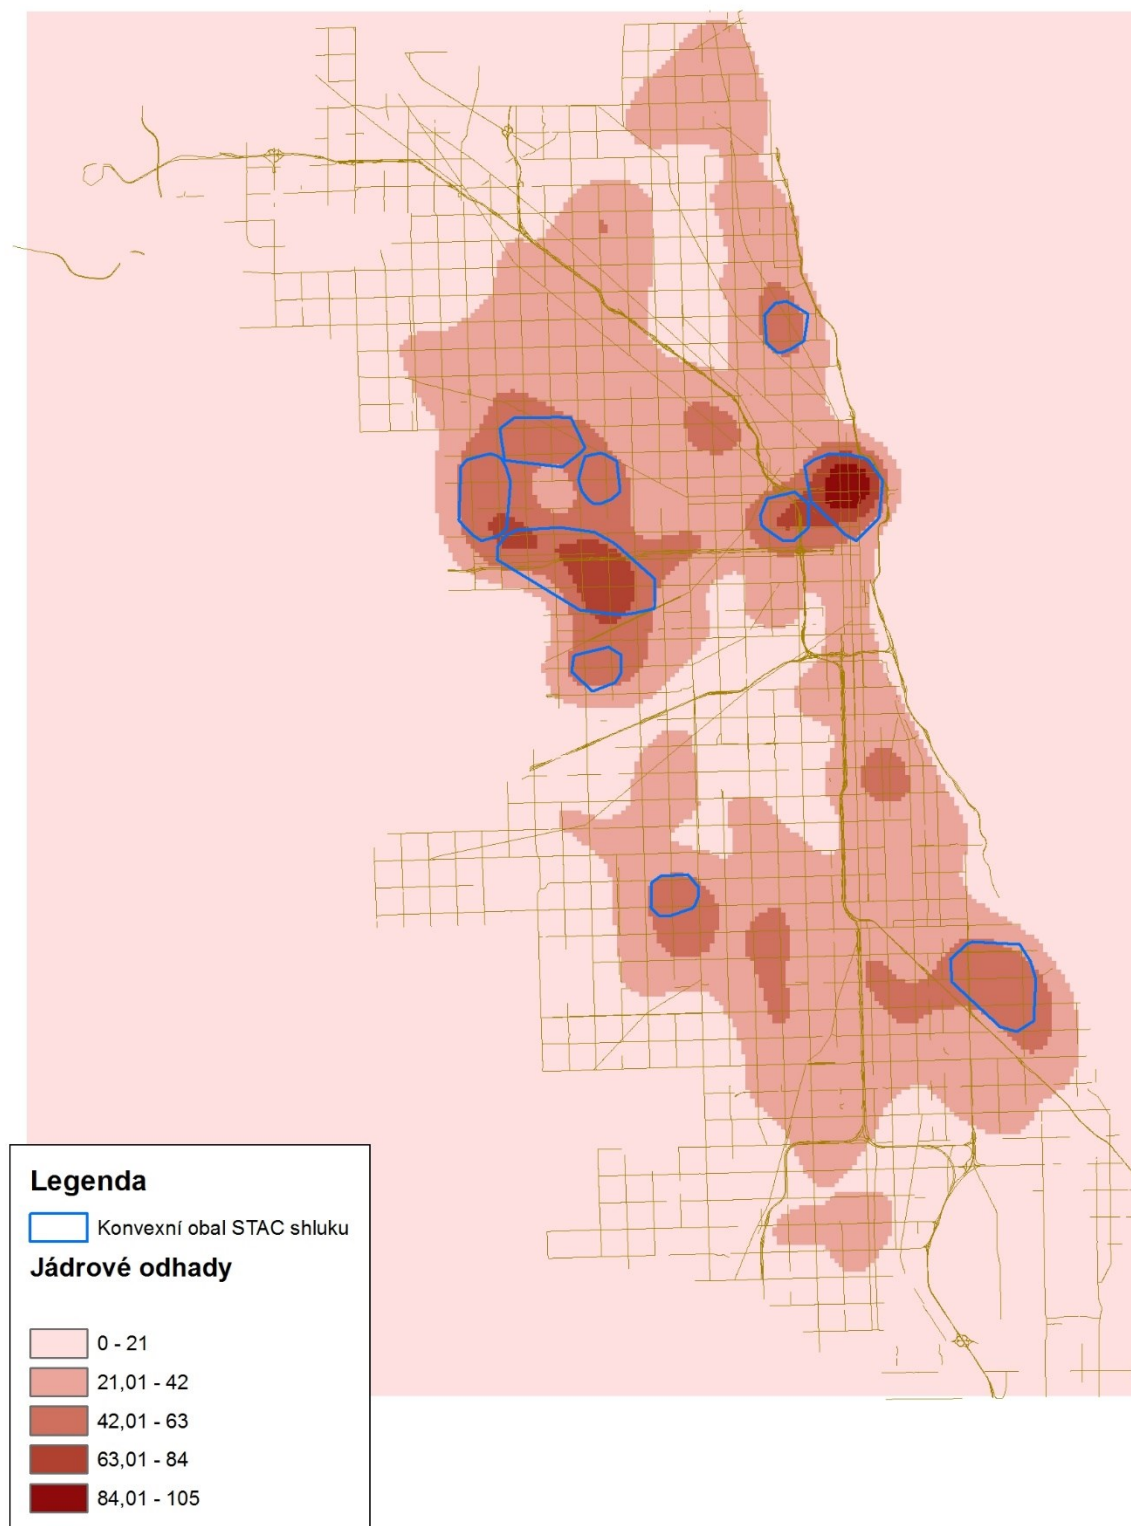 Legenda
Konvexní obal STAC shluku
Jádrové odhady
0 - 21
21,01 - 42
42,01 - 63
63,01 - 84
84,01 - 105